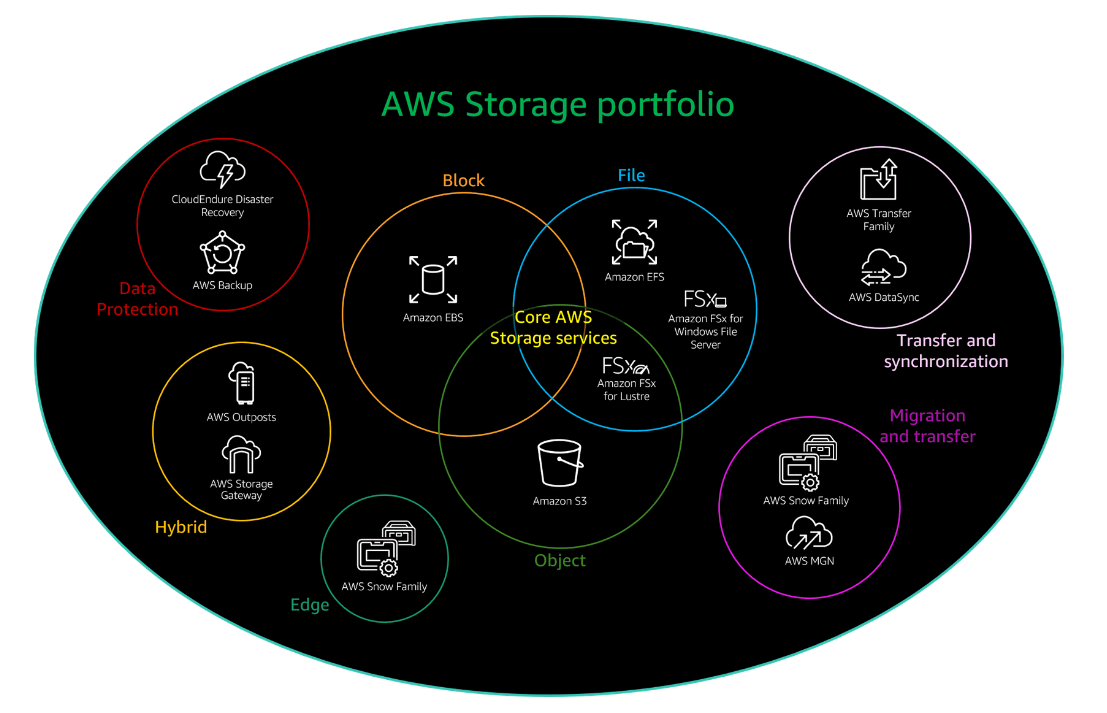 AWS Storage portfolio
CloudEndure Disaster
Recovery
AWS Backup
Data
Protection
Block
Amazon EBS
File
Amazon EFS
FSx
Amazon FSx for
Windows File
Server
Core AWS
Storage services
FSx
Amazon FSx
for Lustre
Amazon S3
Object
AWS Transfer
Family
AWS DataSync
Transfer and
synchronization
AWS Outposts
AWS Storage
Gateway
Hybrid
AWS Snow Family
Edge
Migration
and transfer
AWS Snow Family
AWS MGN